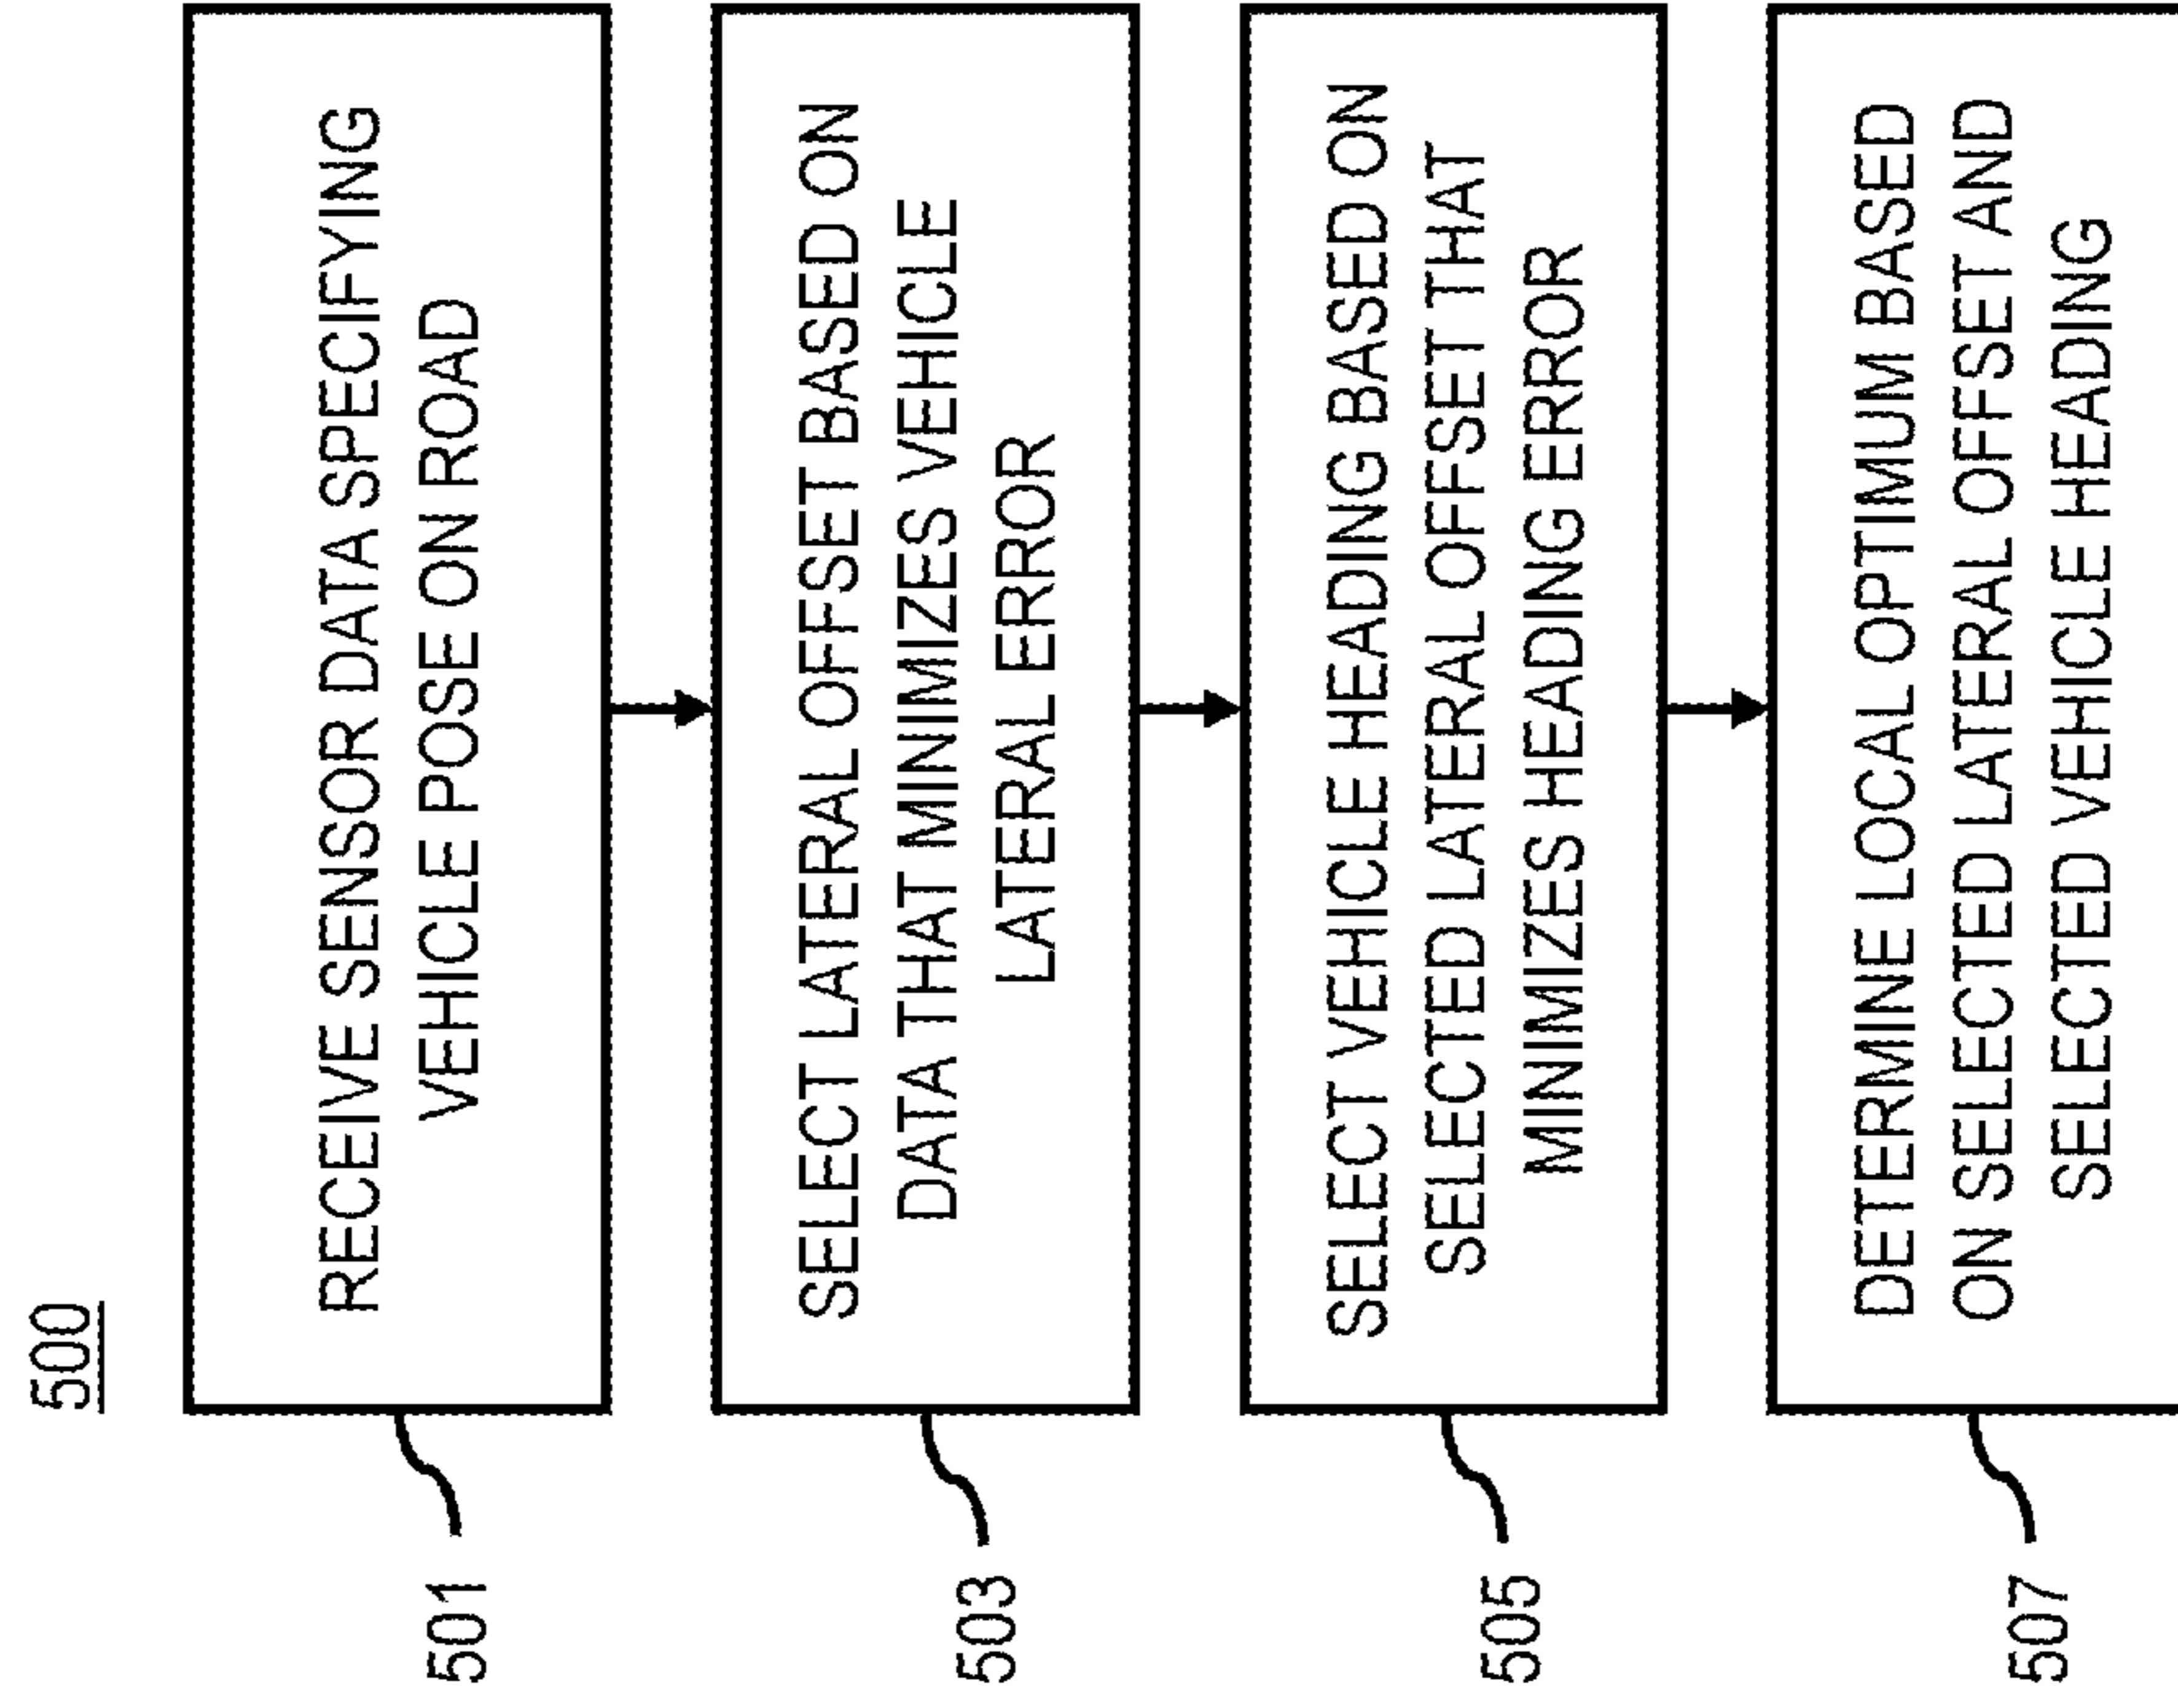 500
501
RECEIVE SENSOR DATA SPECIFYING
VEHICLE POSE ON ROAD
503
SELECT LATERAL OFFSET BASED ON
DATA THAT MINIMIZES VEHICLE
LATERAL ERROR
505
SELECT VEHICLE HEADING BASED ON
SELECTED LATERAL OFFSET THAT
MINIMIZES HEADING ERROR
507
DETERMINE LOCAL OPTIMUM BASED
ON SELECTED LATERAL OFFSET AND
SELECTED VEHICLE HEADING